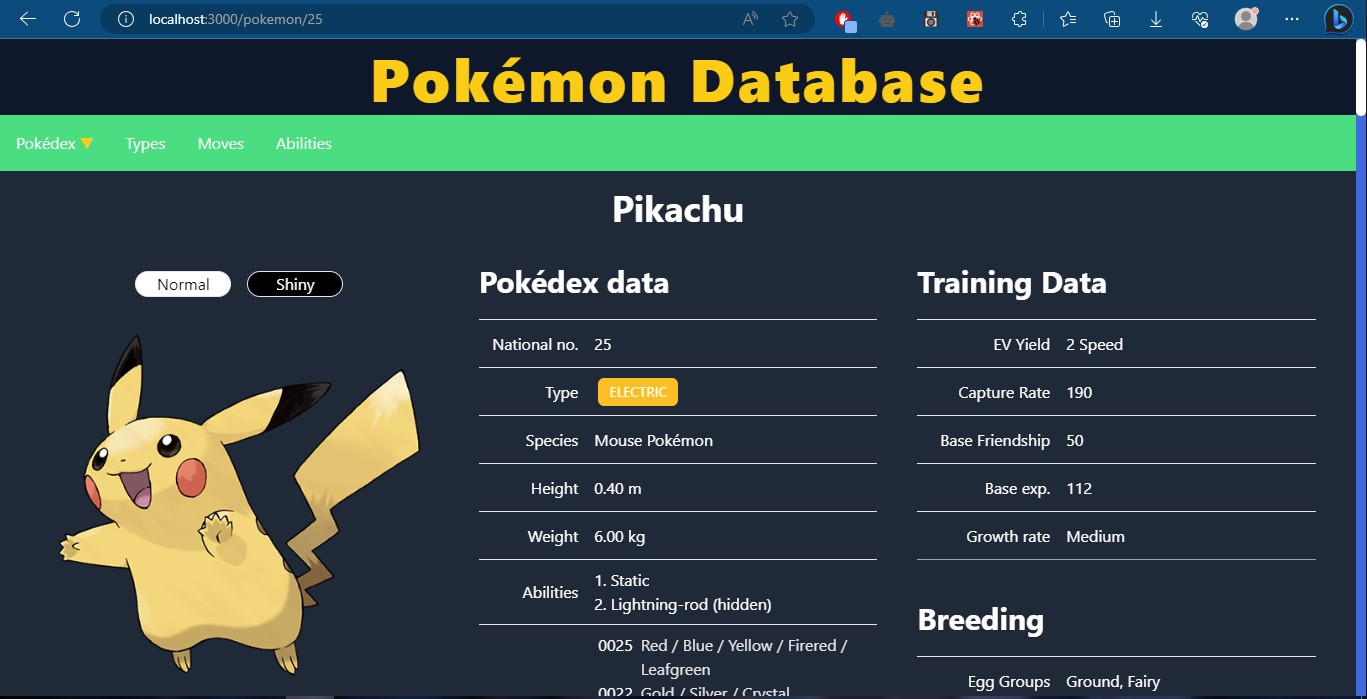 localhost:3000/pokemon/25
Pokémon Database
Pokédex ▼ Types Moves Abilities
Pikachu
Normal Shiny
Pokédex data
National no. 25
Type ELECTRIC
Species Mouse Pokémon
Height 0.40 m
Weight 6.00 kg
Abilities
1. Static
2. Lightning-rod (hidden)
0025 Red / Blue / Yellow / Firered /
Leafgreen
0022 Gold / Silver / Crystal
Training Data
EV Yield 2 Speed
Capture Rate 190
Base Friendship 50
Base exp. 112
Growth rate Medium
Breeding
Egg Groups Ground, Fairy